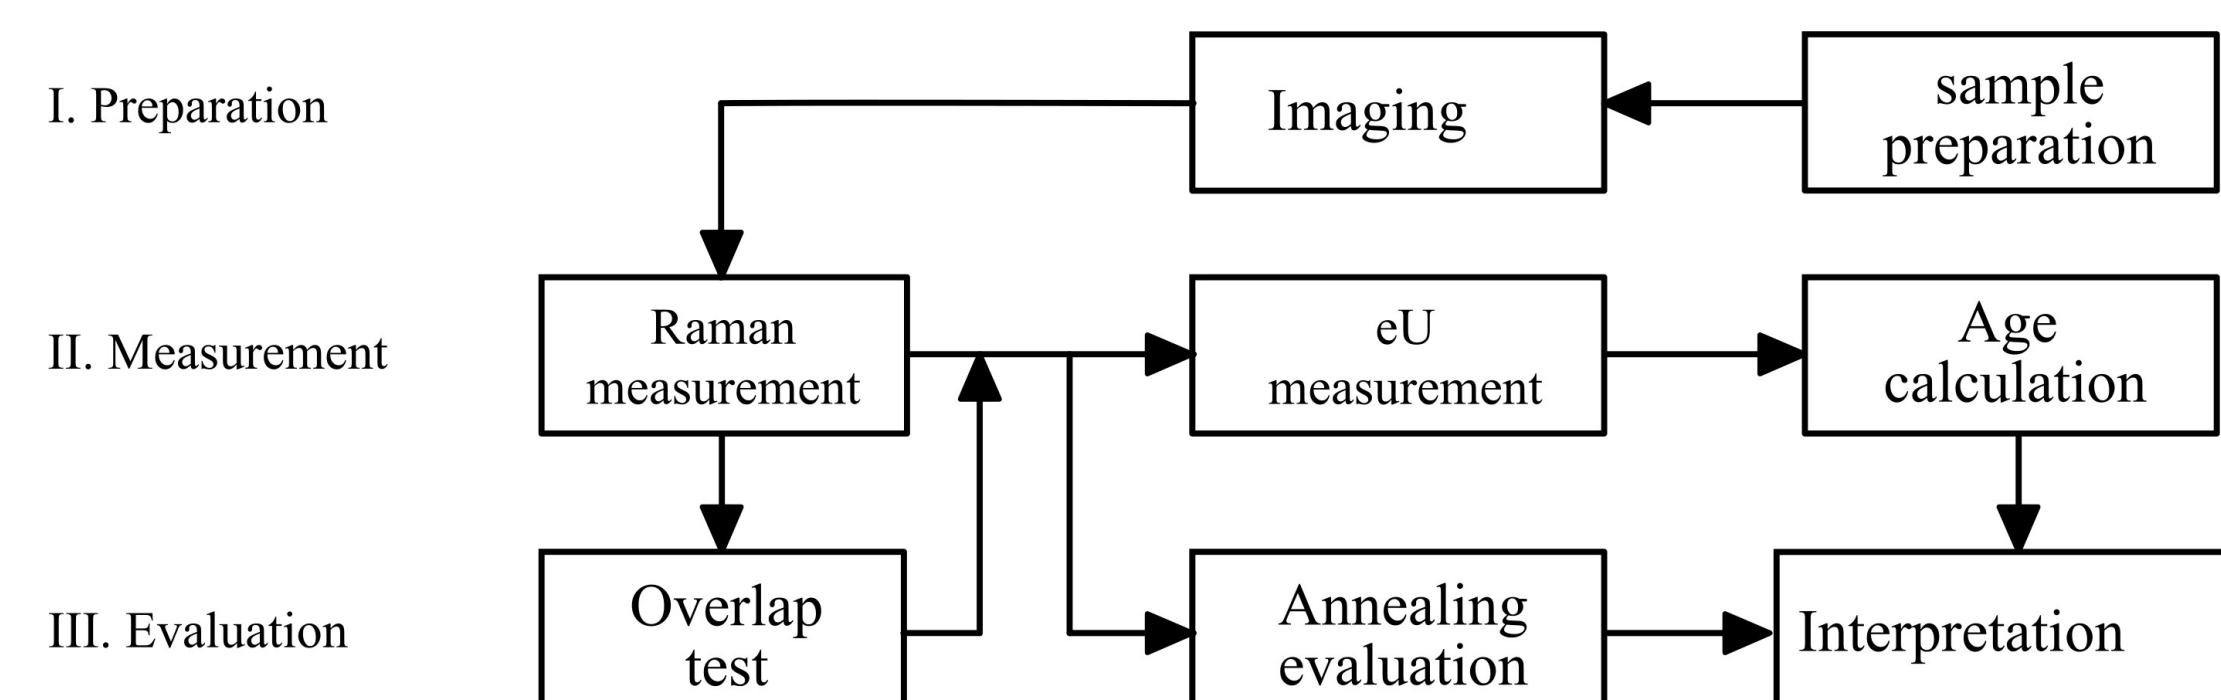 I. Preparation
Imaging
sample
preparation
II. Measurement
Raman
measurement
eU
measurement
Age
calculation
III. Evaluation
Overlap
test
Annealing
evaluation
Interpretation